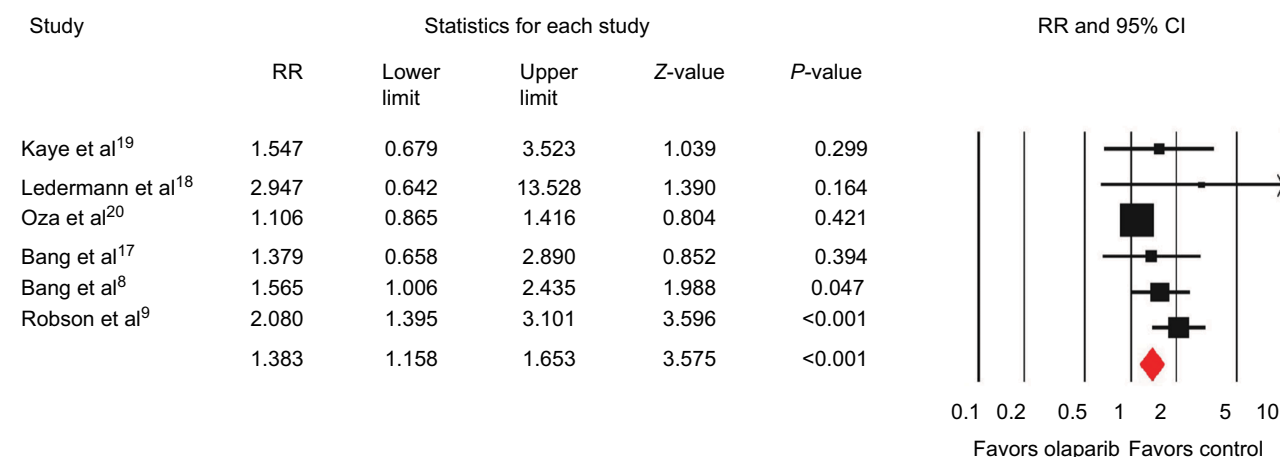 Study Statistics for each study RR and 95% CI
RR Lower limit Upper limit Z-value P-value
Kaye et al19 1.547 0.679 3.523 1.039 0.299
Ledermann et al18 2.947 0.642 13.528 1.390 0.164
Oza et al20 1.106 0.865 1.416 0.804 0.421
Bang et al17 1.379 0.658 2.890 0.852 0.394
Bang et al8 1.565 1.006 2.435 1.988 0.047
Robson et al9 2.080 1.395 3.101 3.596 <0.001
1.383 1.158 1.653 3.575 <0.001
0.1 0.2 0.5 1 2 5 10
Favors olaparib Favors control